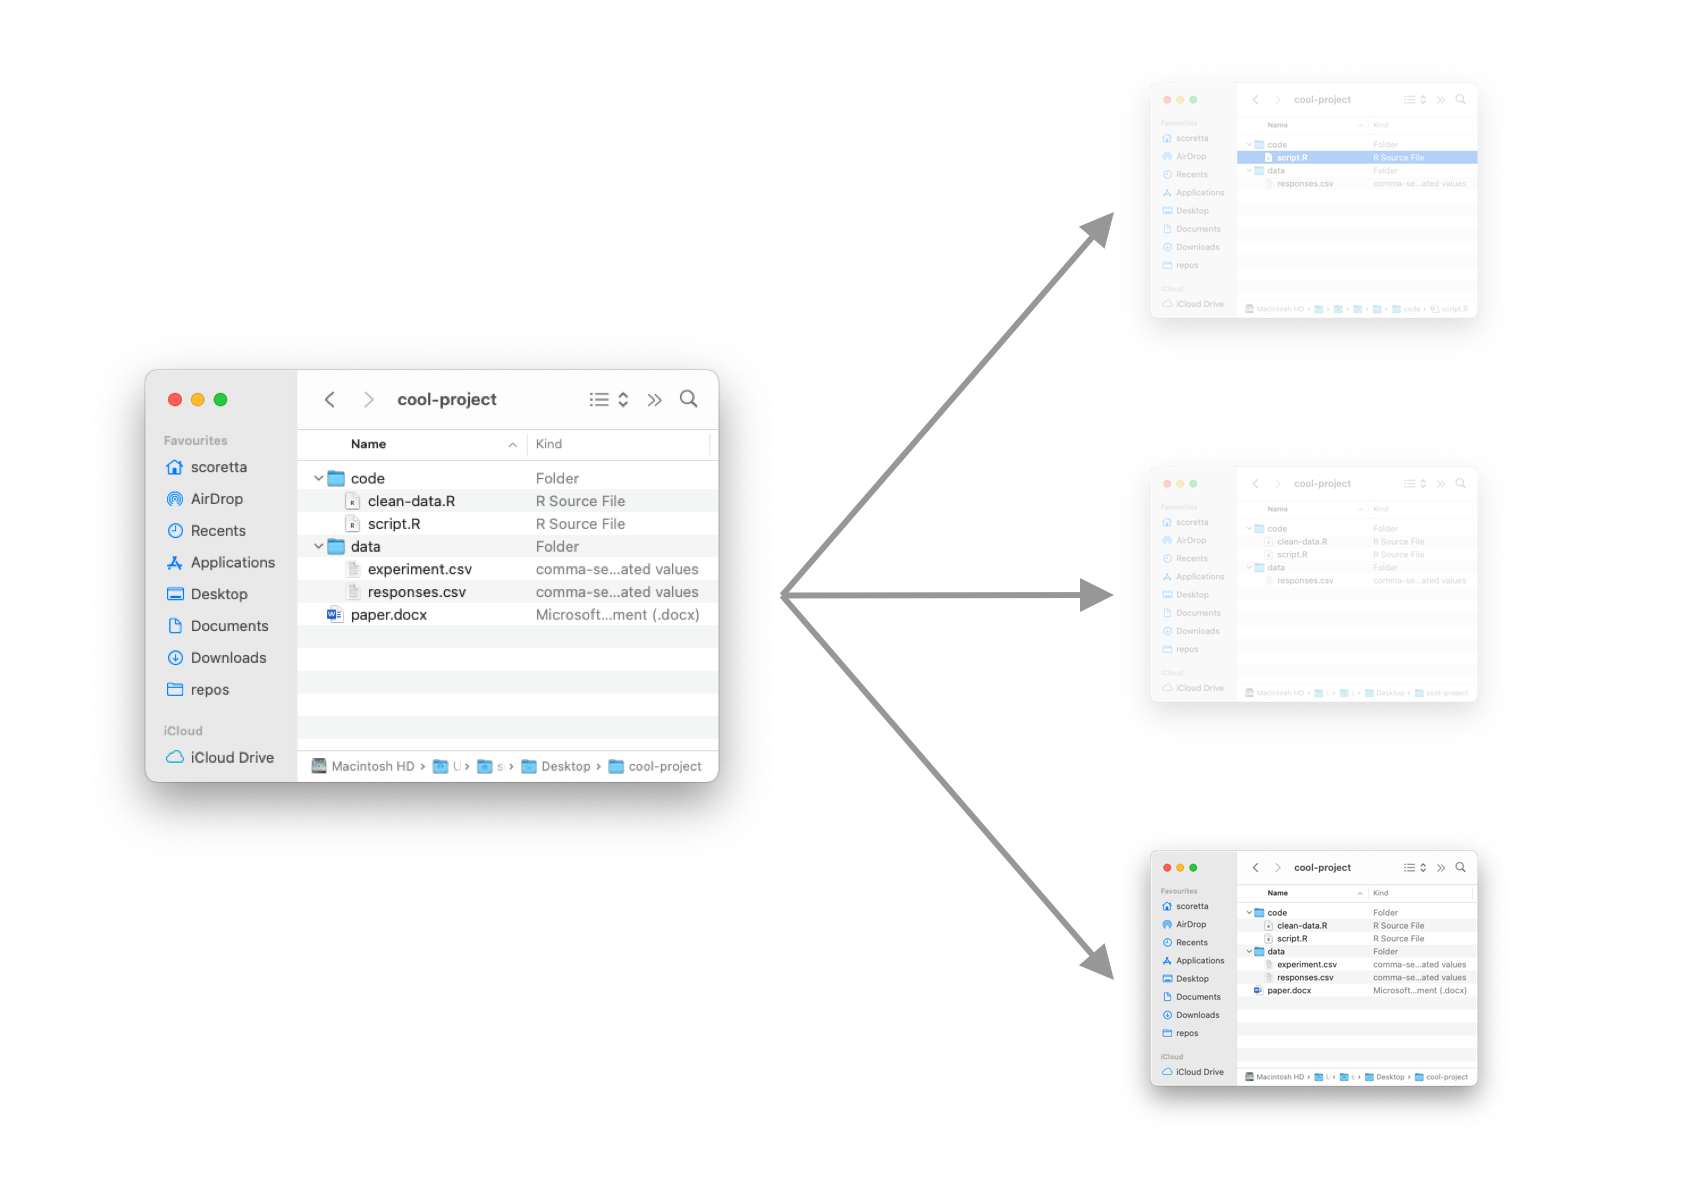 cool-project
Favourites
scoretta
AirDrop
Recents
Applications
Desktop
Documents
Downloads
repos
iCloud
iCloud Drive
Name Kind
code Folder
clean-data.R R Source File
script.R R Source File
data Folder
experiment.csv comma-se...ated values
responses.csv comma-se...ated values
paper.docx Microsoft...ment (.docx)
Macintosh HD › U › s › Desktop › cool-project
cool-project
Favourites
scoretta
AirDrop
Recents
Applications
Desktop
Documents
Downloads
repos
iCloud
iCloud Drive
Name Kind
code Folder
script.R R Source File
data Folder
responses.csv comma-se...ated values
Macintosh HD › › › › › code › script.R
cool-project
Favourites
scoretta
AirDrop
Recents
Applications
Desktop
Documents
Downloads
repos
iCloud
iCloud Drive
Name Kind
code Folder
clean-data.R R Source File
script.R R Source File
data Folder
responses.csv comma-se...ated values
Macintosh HD › U › s › Desktop › cool-project
cool-project
Favourites
scoretta
AirDrop
Recents
Applications
Desktop
Documents
Downloads
repos
iCloud
iCloud Drive
Name Kind
code Folder
clean-data.R R Source File
script.R R Source File
data Folder
experiment.csv comma-se...ated values
responses.csv comma-se...ated values
paper.docx Microsoft...ment (.docx)
Macintosh HD › U › s › Desktop › cool-project